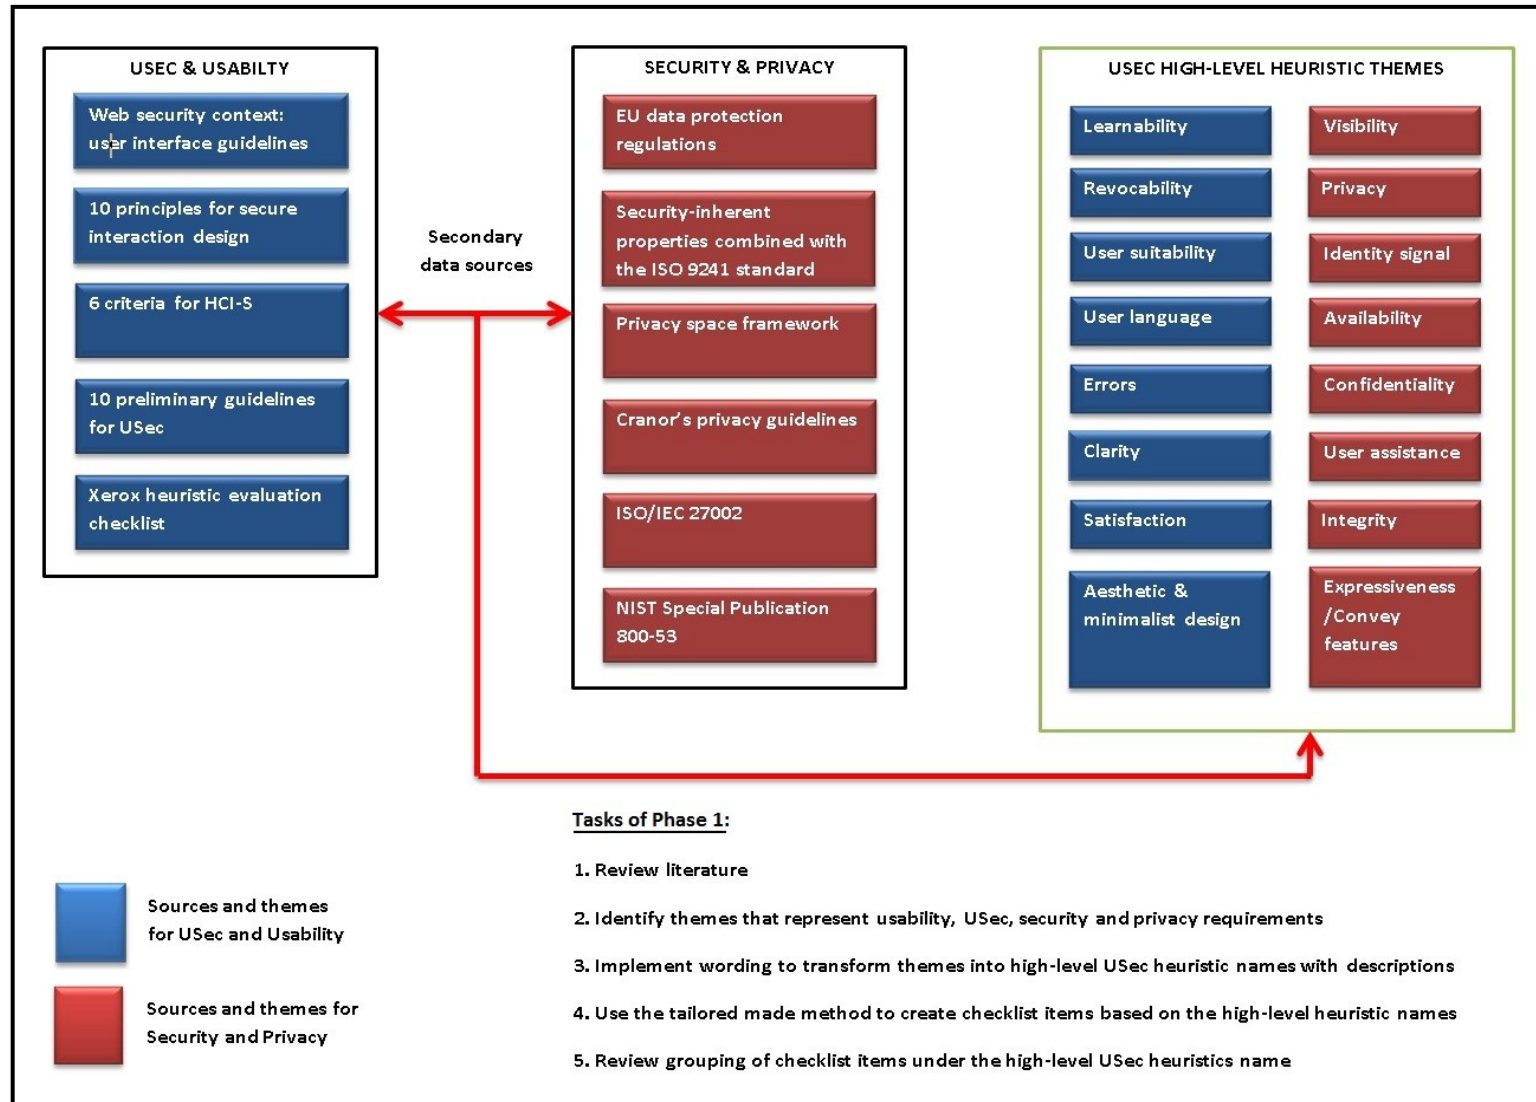 USEC & USABILTY
Web security context:
user interface guidelines
10 principles for secure
interaction design
6 criteria for HCI-S
10 preliminary guidelines
for USec
Xerox heuristic evaluation
checklist
Secondary
data sources
SECURITY & PRIVACY
EU data protection
regulations
Security-inherent
properties combined with
the ISO 9241 standard
Privacy space framework
Cranor's privacy guidelines
ISO/IEC 27002
NIST Special Publication
800-53
USEC HIGH-LEVEL HEURISTIC THEMES
Learnability
Revocability
User suitability
User language
Errors
Clarity
Satisfaction
Aesthetic &
minimalist design
Visibility
Privacy
Identity signal
Availability
Confidentiality
User assistance
Integrity
Expressiveness
/Convey
features
Sources and themes
for USec and Usability
Sources and themes for
Security and Privacy
Tasks of Phase 1:
1. Review literature
2. Identify themes that represent usability, USec, security and privacy requirements
3. Implement wording to transform themes into high-level USec heuristic names with descriptions
4. Use the tailored made method to create checklist items based on the high-level heuristic names
5. Review grouping of checklist items under the high-level USec heuristics name